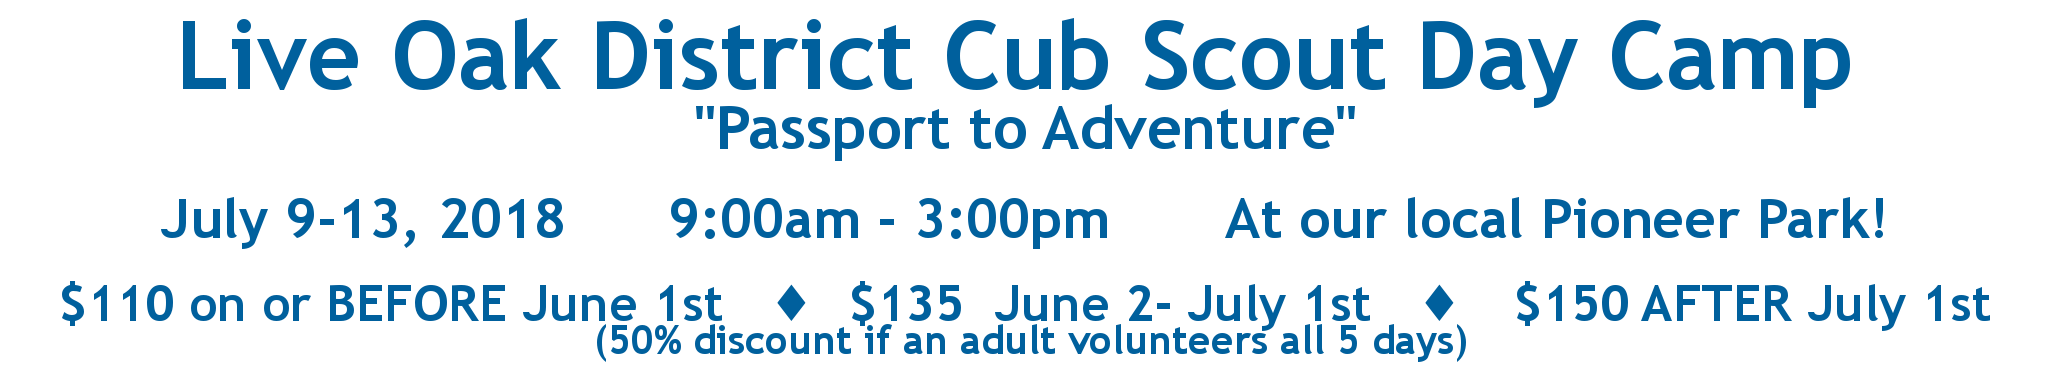 Live Oak District Cub Scout Day Camp
"Passport to Adventure"
July 9-13, 2018 9:00am - 3:00pm At our local Pioneer Park!
$110 on or BEFORE June 1st ♦ $135 June 2- July 1st ♦ $150 AFTER July 1st
(50% discount if an adult volunteers all 5 days)